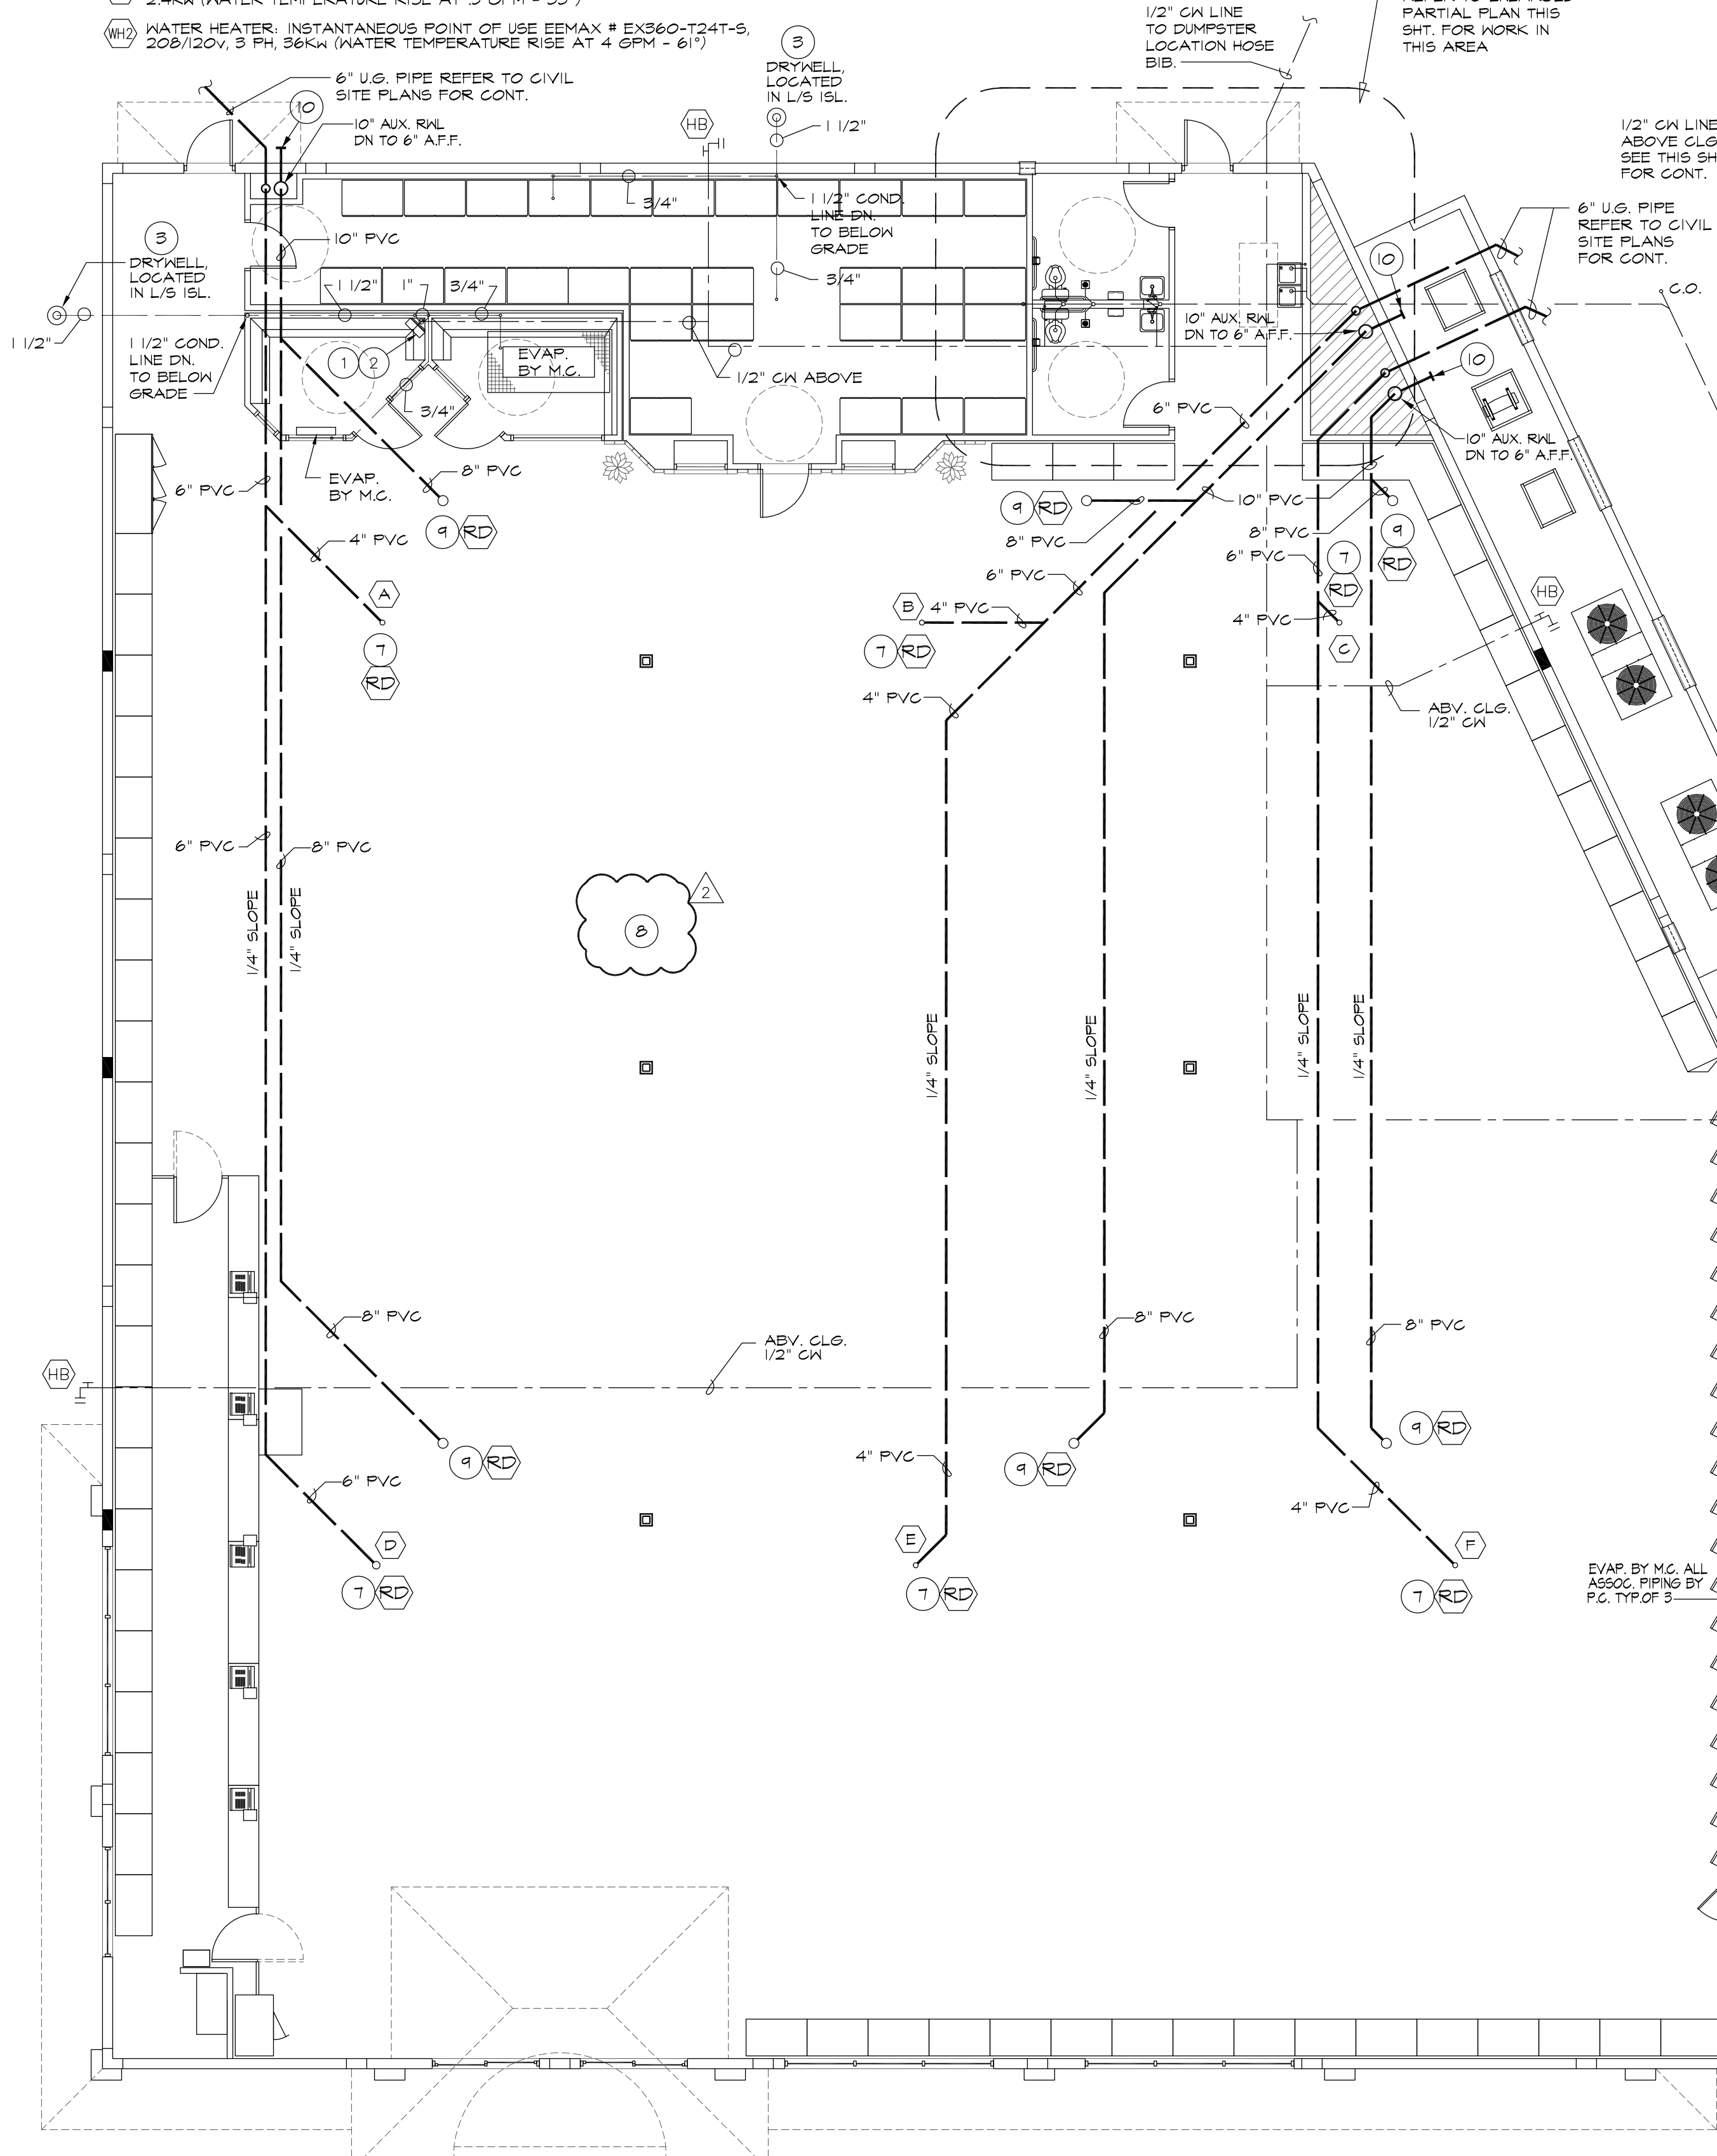 2.4KW (WATER TEMPERATURE RISE AT .5 GPM - 33°)
WH2
WATER HEATER: INSTANTANEOUS POINT OF USE EEMAX # EX360-T24T-S,
208/120V, 3 PH, 36KW (WATER TEMPERATURE RISE AT 4 GPM - 61°)
6" U.G. PIPE REFER TO CIVIL
SITE PLANS FOR CONT.
10
10" AUX. RWL
DN TO 6" A.F.F.
3
DRYWELL,
LOCATED
IN L/S ISL.
1 1/2"
HB
1/2" CW LINE
TO DUMPSTER
LOCATION HOSE
BIB.
PARTIAL PLAN THIS
SHT. FOR WORK IN
THIS AREA
1/2" CW LINE
ABOVE CLG
SEE THIS SH
FOR CONT.
6" U.G. PIPE
REFER TO CIVIL
SITE PLANS
FOR CONT.
C.O.
3/4"
1 1/2" COND.
LINE DN.
TO BELOW
GRADE
3/4"
10" PVC
3
DRYWELL,
LOCATED
IN L/S ISL.
1 1/2"
1 1/2"
1"
3/4"
1 1/2" COND.
LINE DN.
TO BELOW
GRADE
1
2
EVAP.
BY M.C.
3/4"
1/2" CW ABOVE
10
10" AUX. RWL
DN TO 6" A.F.F.
10
10" AUX. RWL
DN TO 6" A.F.F.
6" PVC
6" PVC
EVAP.
BY M.C.
8" PVC
9
RD
9
RD
8" PVC
10" PVC
8" PVC
9
RD
4" PVC
6" PVC
6" PVC
7
RD
HB
A
7
RD
B
4" PVC
7
RD
4" PVC
C
4" PVC
ABV. CLG.
1/2" CW
6" PVC
8" PVC
1/4" SLOPE
1/4" SLOPE
2
8
1/4" SLOPE
1/4" SLOPE
1/4" SLOPE
1/4" SLOPE
8" PVC
ABV. CLG.
1/2" CW
8" PVC
8" PVC
HB
9
RD
4" PVC
9
RD
9
RD
6" PVC
4" PVC
D
7
RD
E
7
RD
F
7
RD
EVAP. BY M.C. ALL
ASSOC. PIPING BY
P.C. TYP.OF 3